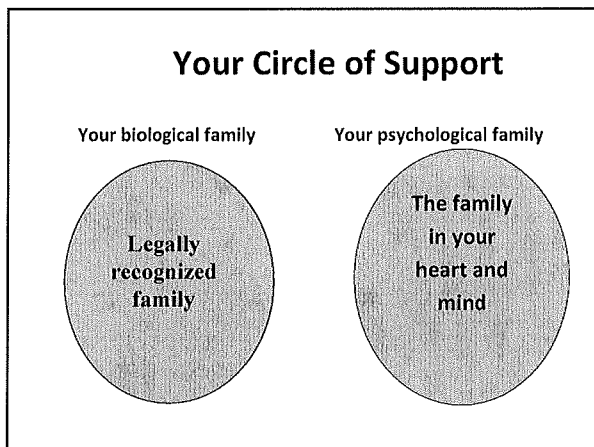 Your Circle of Support
Your biological family
Your psychological family
Legally
recognized
family
The family
in your
heart and
mind